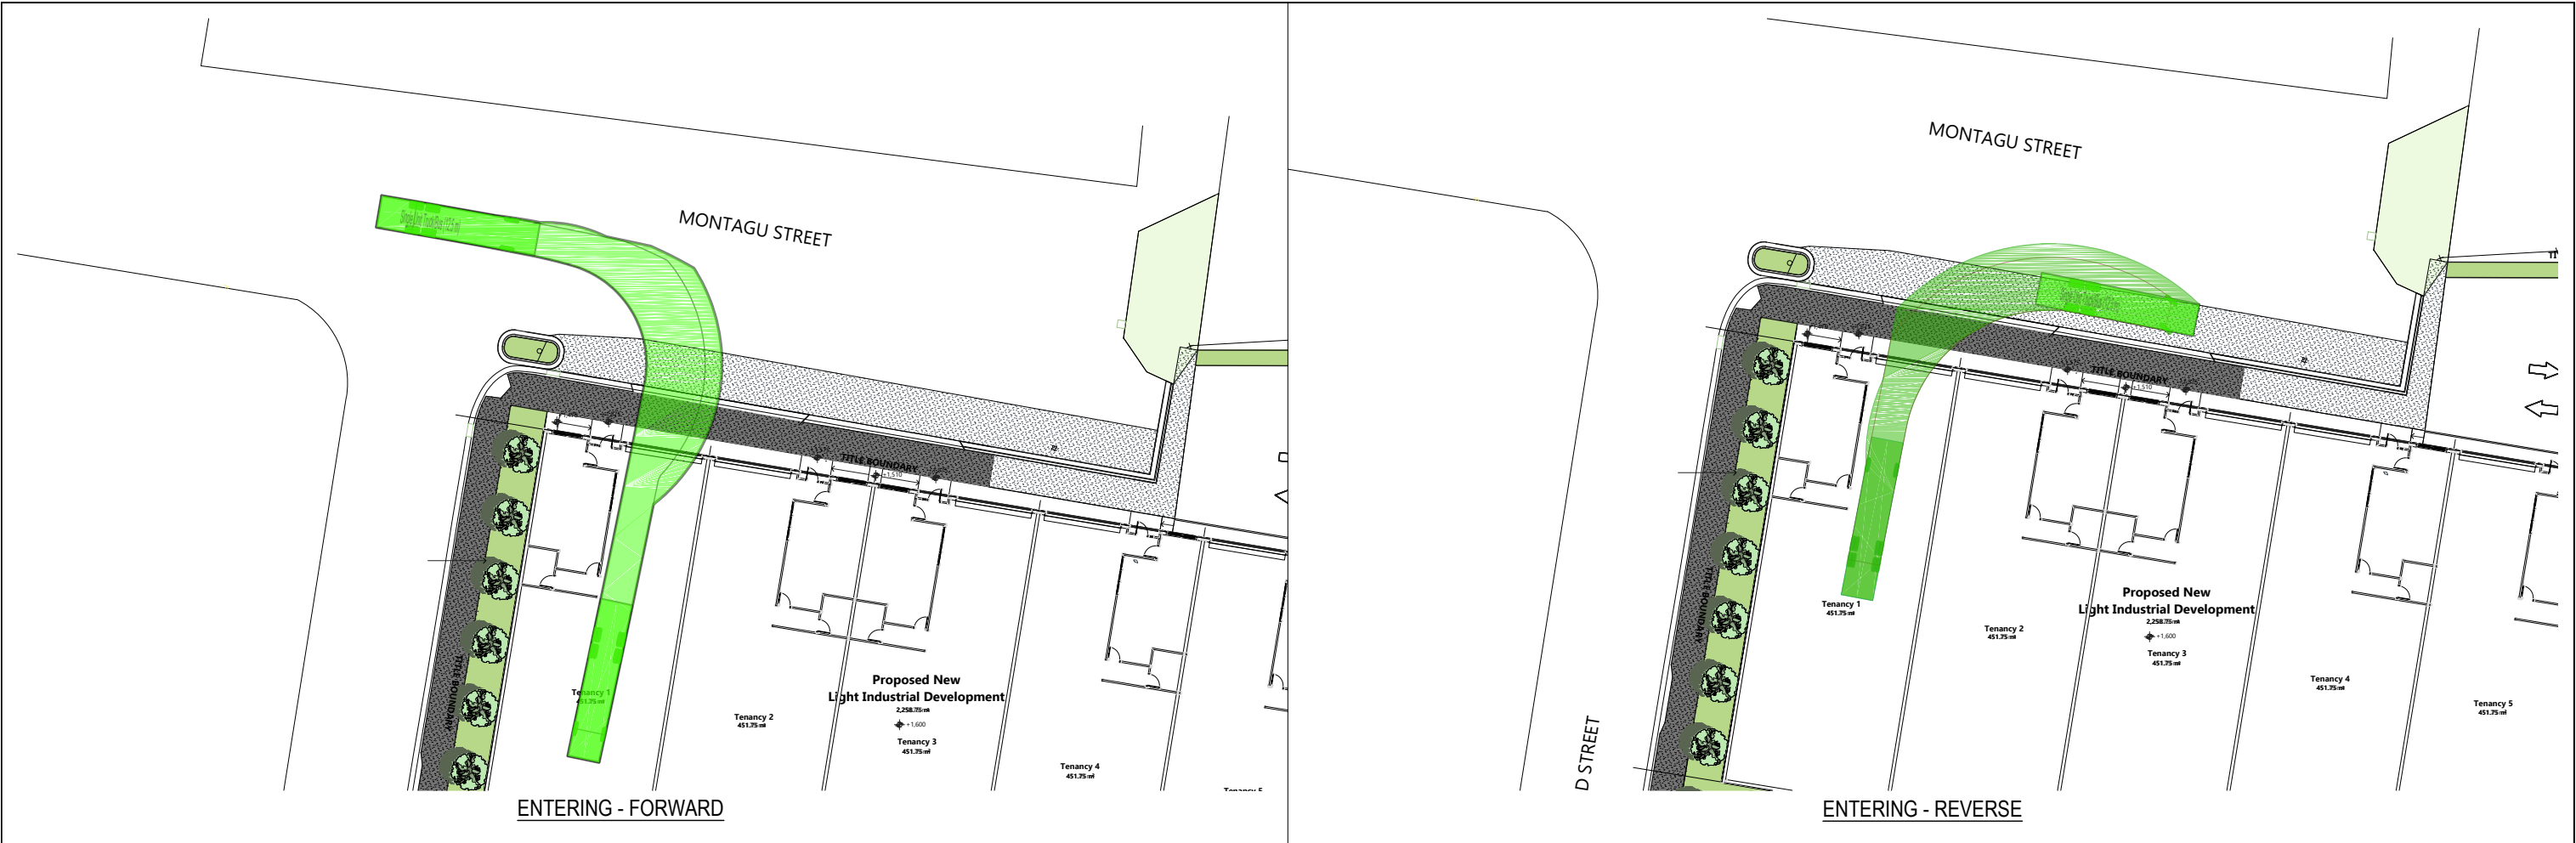 MONTAGU STREET
TITLE BOUNDARY
+1,510
TITLE BOUNDARY
Proposed New
Light Industrial Development
2,258.75 m²
+1,600
Tenancy 1
451.75 m²
Tenancy 2
451.75 m²
Tenancy 3
451.75 m²
Tenancy 4
451.75 m²
ENTERING - FORWARD
MONTAGU STREET
TITLE BOUNDARY
+1,510
TITLE BOUNDARY
Proposed New
Light Industrial Development
2,258.75 m²
+1,600
Tenancy 1
451.75 m²
Tenancy 2
451.75 m²
Tenancy 3
451.75 m²
Tenancy 4
451.75 m²
Tenancy 5
451.75 m²
D STREET
ENTERING - REVERSE